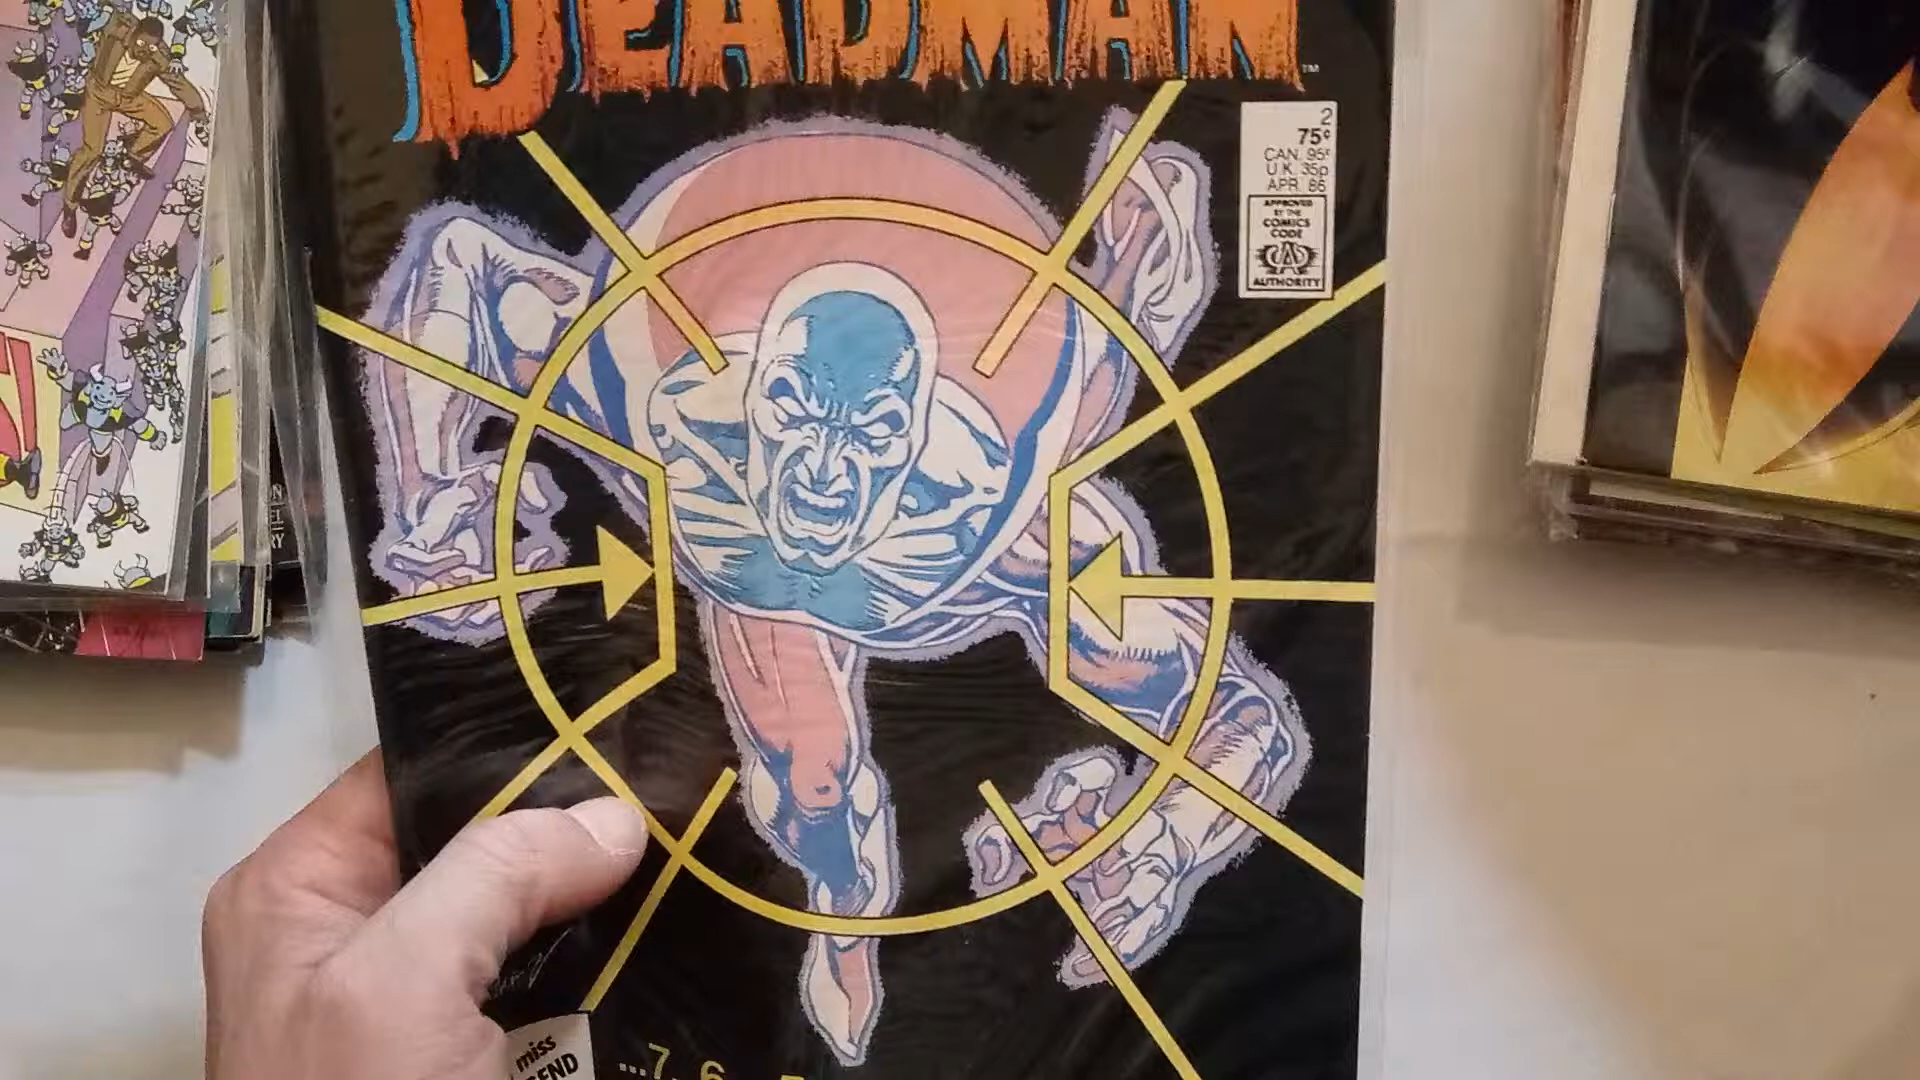 DEADMAN
TM
2
75¢
CAN. 95¢
U.K. 35p
APR. 86
APPROVED
BY THE
COMICS
CODE
CA
AUTHORITY
miss
...7 6